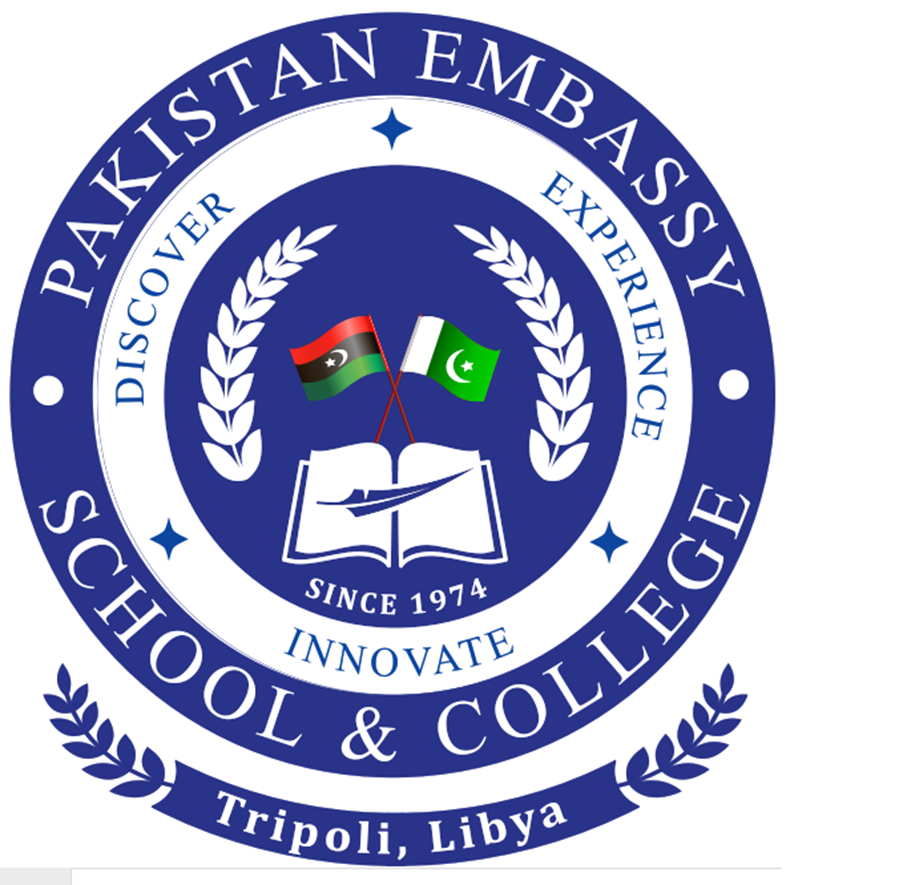 PAKISTAN EMBASSY
DISCOVER
EXPERIENCE
SINCE 1974
INNOVATE
SCHOOL & COLLEGE
Tripoli, Libya